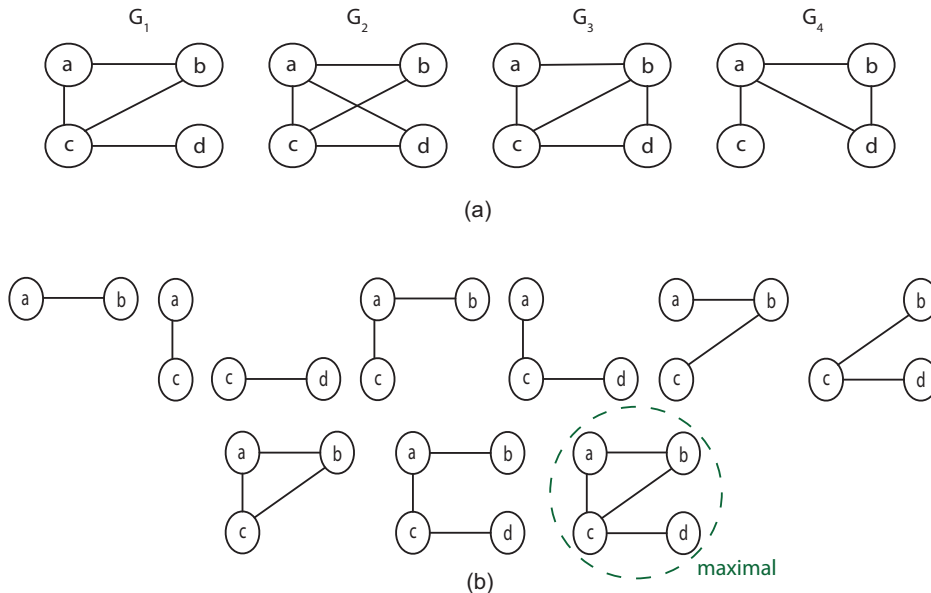 G1 G2 G3 G4
a b a b a b a b
c d c d c d c d
(a)
a b a a b a a b b
c c d c c d c c d
a b a b a b
c c d c d
maximal
(b)